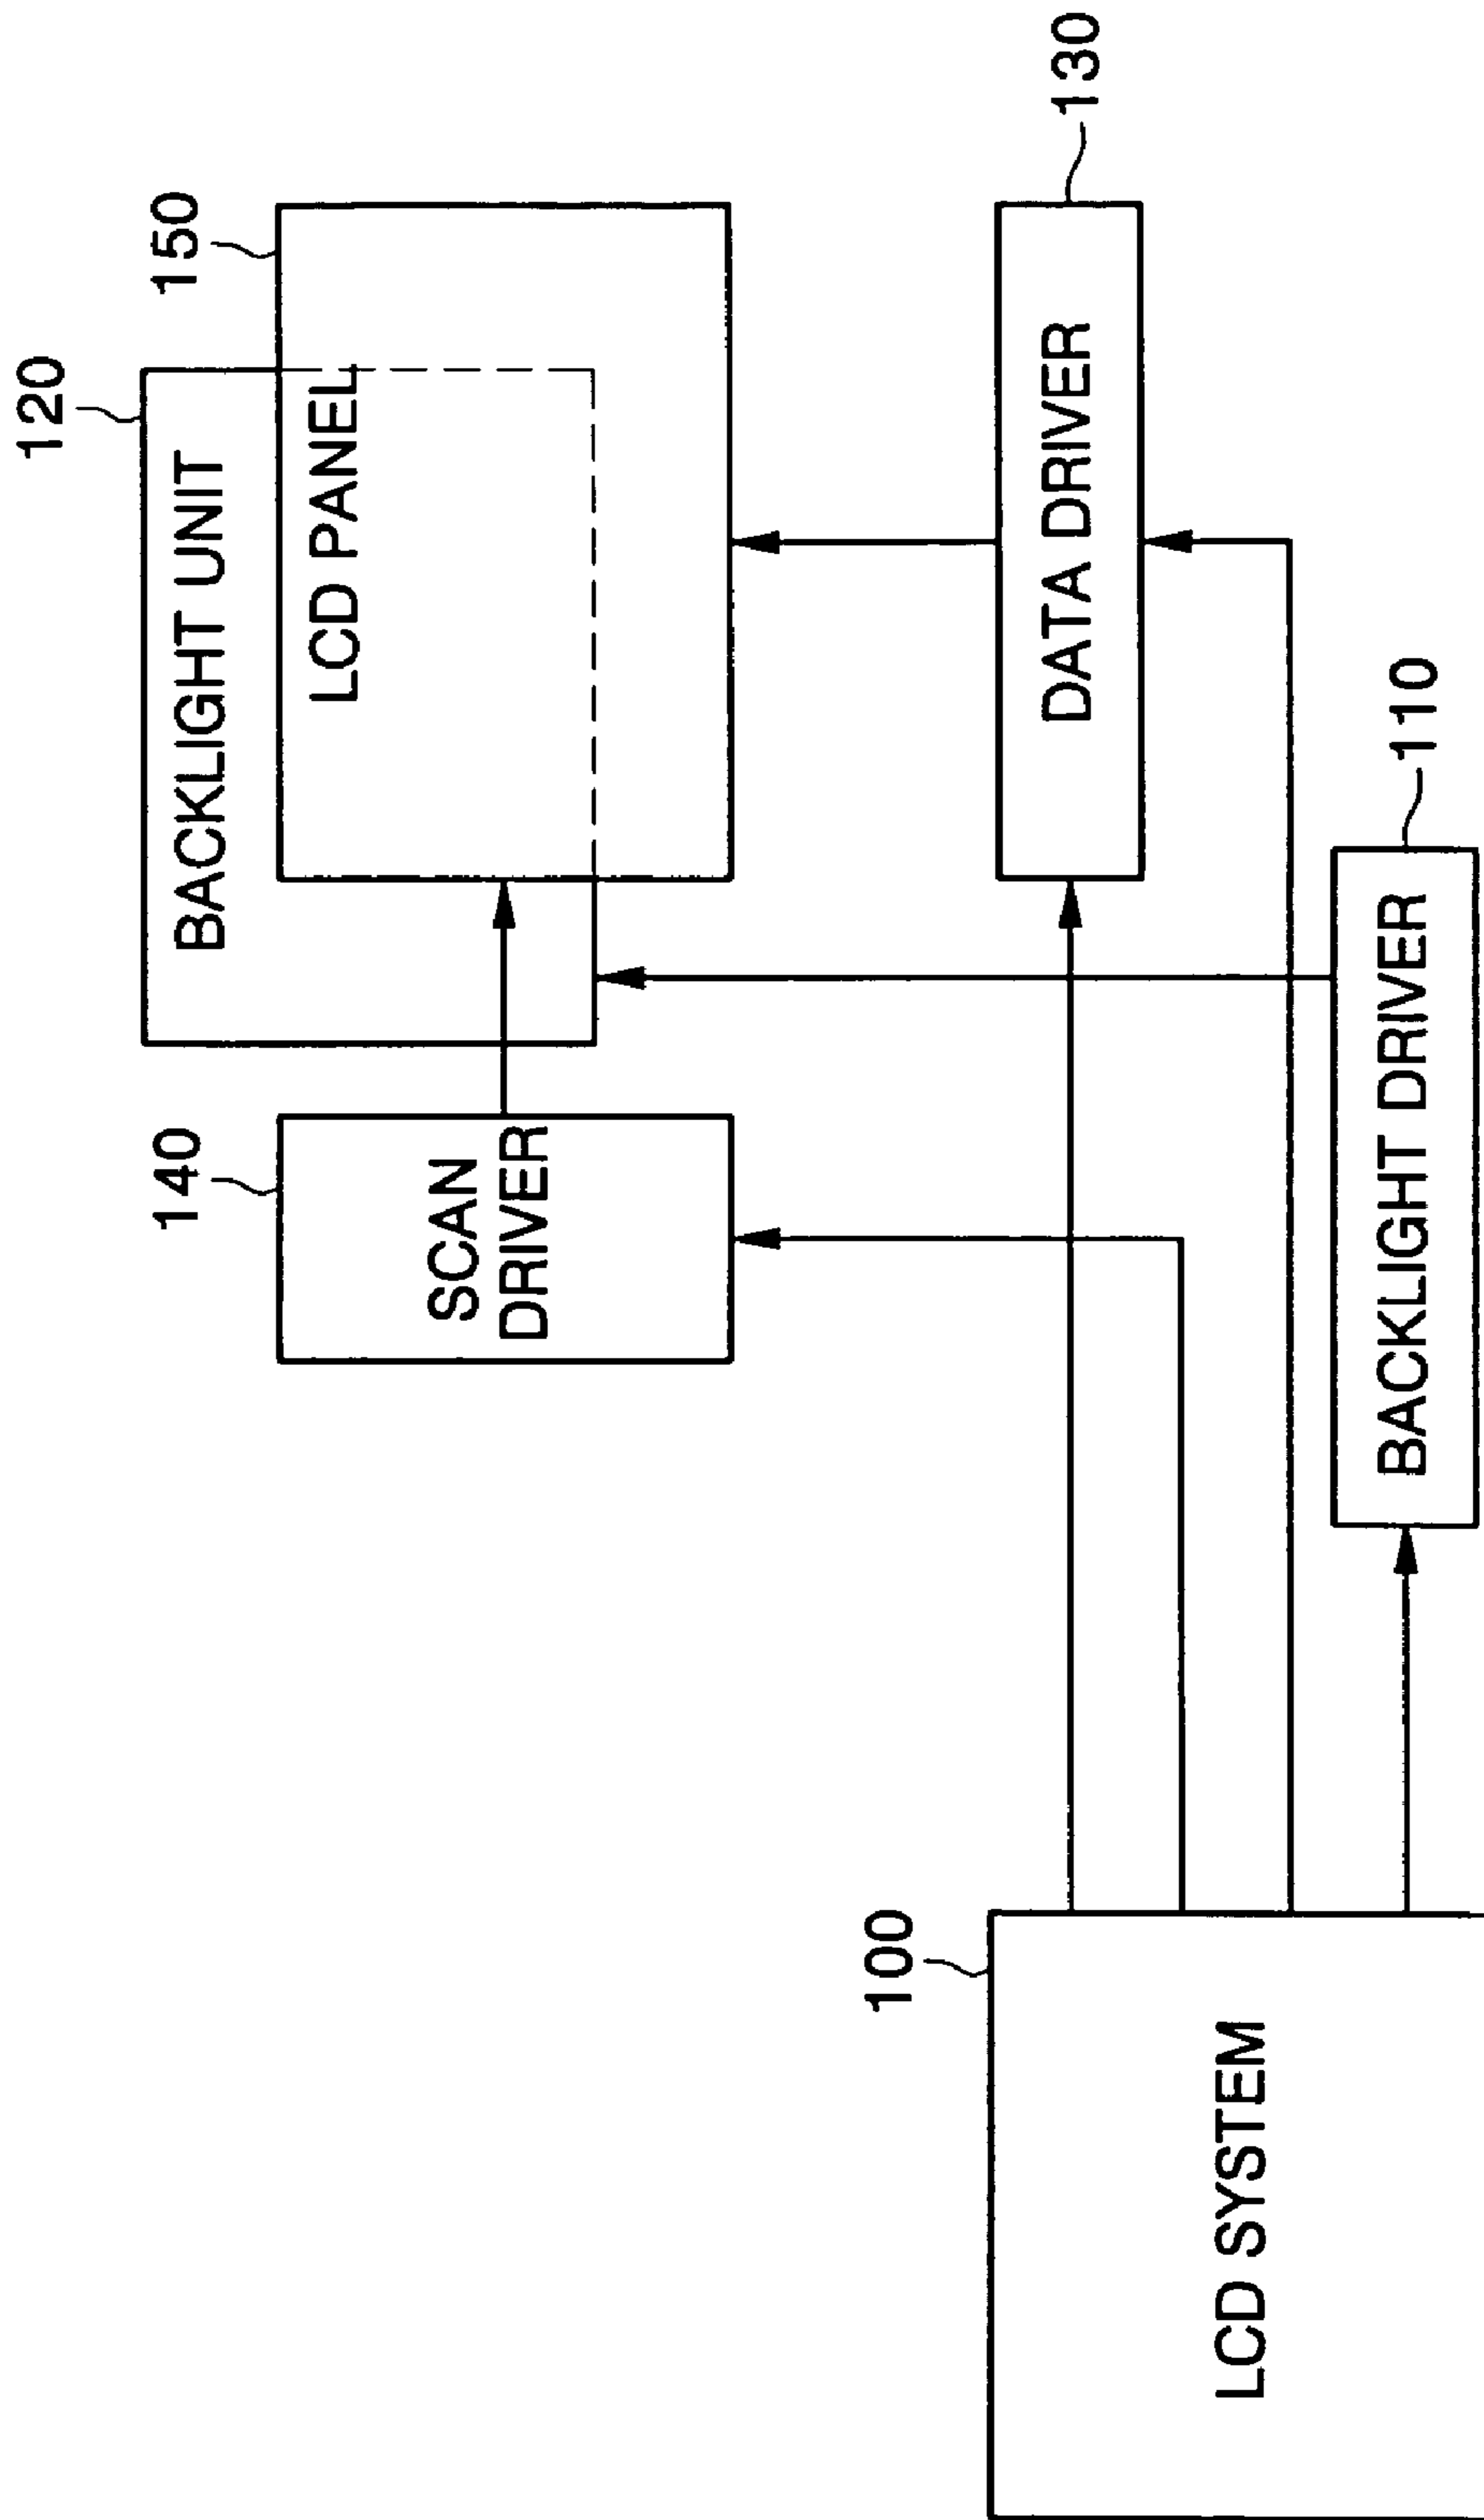 120
BACKLIGHT UNIT
150
LCD PANEL
140
SCAN
DRIVER
130
DATA DRIVER
100
LCD SYSTEM
110
BACKLIGHT DRIVER